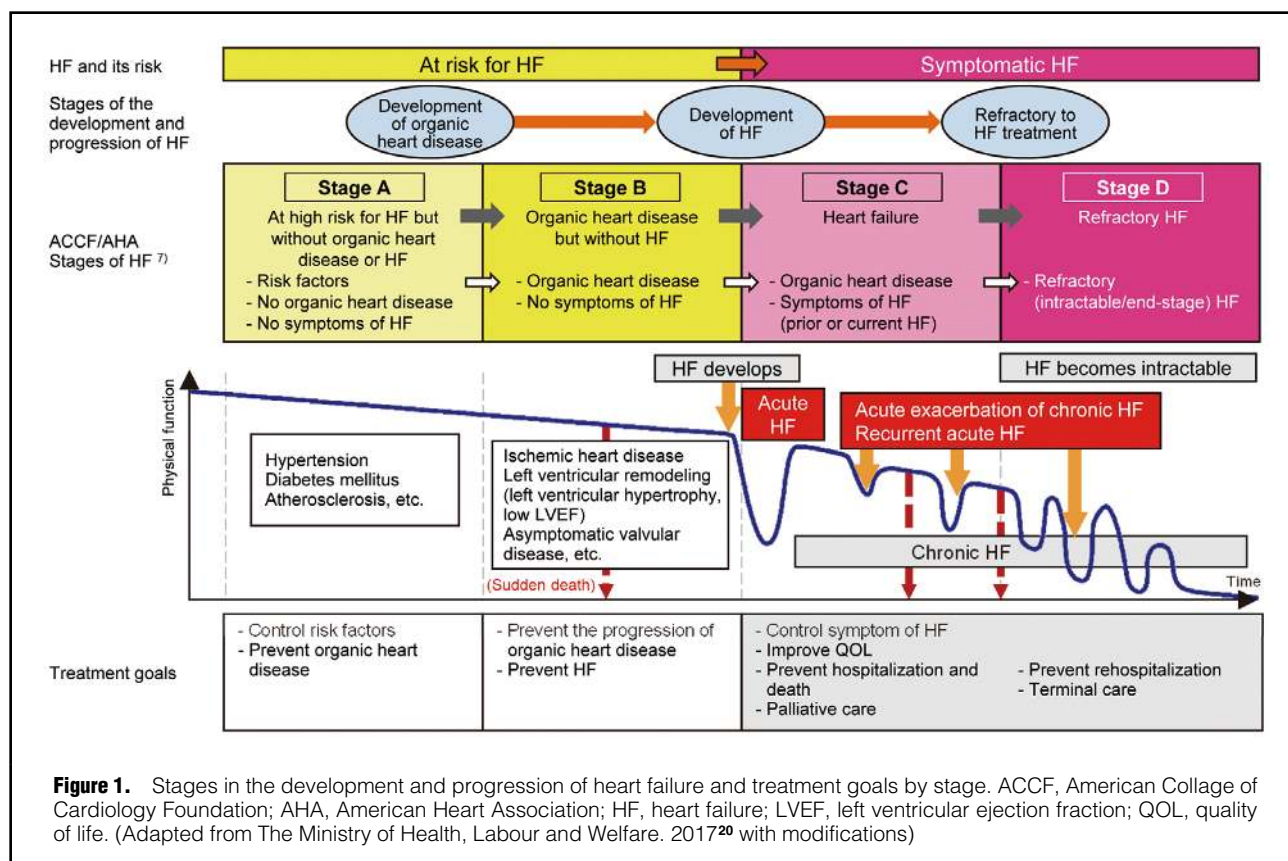 HF and its risk
At risk for HF
Symptomatic HF
Stages of the
development and
progression of HF
Development
of organic
heart disease
Development
of HF
Refractory to
HF treatment
ACCF/AHA
Stages of HF 7)
Stage A
At high risk for HF but
without organic heart
disease or HF
- Risk factors
- No organic heart disease
- No symptoms of HF
Stage B
Organic heart disease
but without HF
- Organic heart disease
- No symptoms of HF
Stage C
Heart failure
- Organic heart disease
- Symptoms of HF
(prior or current HF)
Stage D
Refractory HF
- Refractory
(intractable/end-stage) HF
HF develops
HF becomes intractable
Physical function
Acute
HF
Acute exacerbation of chronic HF
Recurrent acute HF
Hypertension
Diabetes mellitus
Atherosclerosis, etc.
Ischemic heart disease
Left ventricular remodeling
(left ventricular hypertrophy,
low LVEF)
Asymptomatic valvular
disease, etc.
(Sudden death)
Chronic HF
Time
Treatment goals
- Control risk factors
- Prevent organic heart
disease
- Prevent the progression of
organic heart disease
- Prevent HF
- Control symptom of HF
- Improve QOL
- Prevent hospitalization and
death
- Palliative care
- Prevent rehospitalization
- Terminal care
Figure 1. Stages in the development and progression of heart failure and treatment goals by stage. ACCF, American Collage of
Cardiology Foundation; AHA, American Heart Association; HF, heart failure; LVEF, left ventricular ejection fraction; QOL, quality
of life. (Adapted from The Ministry of Health, Labour and Welfare. 201720 with modifications)